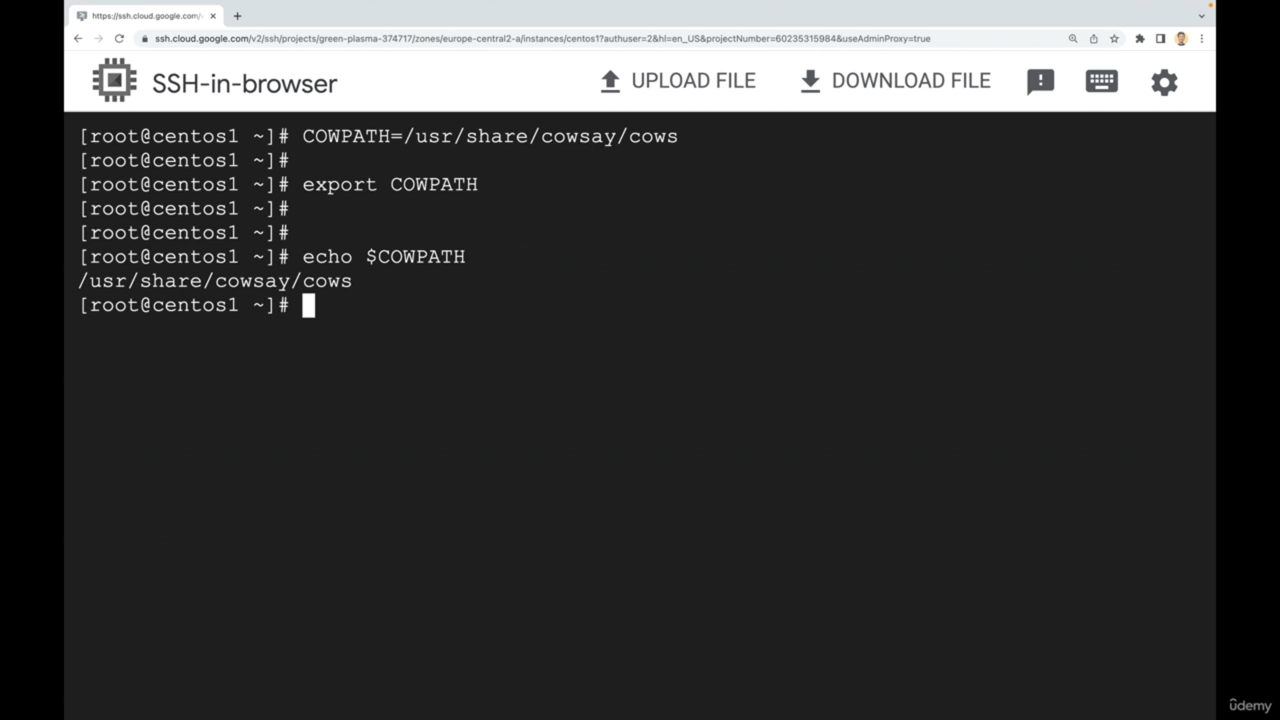 https://ssh.cloud.google.com/v
ssh.cloud.google.com/v2/ssh/projects/green-plasma-374717/zones/europe-central2-a/instances/centos1?authuser=2&hl=en_US&projectNumber=60235315984&useAdminProxy=true
SSH-in-browser
UPLOAD FILE
DOWNLOAD FILE
[root@centos1 ~]# COWPATH=/usr/share/cowsay/cows
[root@centos1 ~]#
[root@centos1 ~]# export COWPATH
[root@centos1 ~]#
[root@centos1 ~]#
[root@centos1 ~]# echo $COWPATH
/usr/share/cowsay/cows
[root@centos1 ~]#
ûdemy